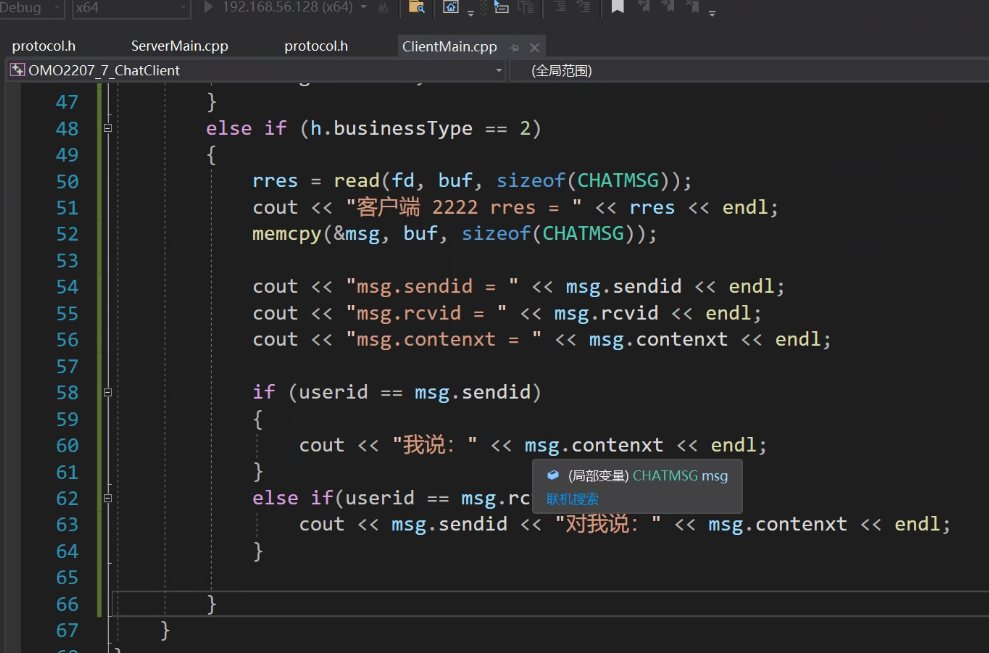 Debug x64 192.168.56.128 (x64)
protocol.h ServerMain.cpp protocol.h ClientMain.cpp
OMO2207_7_ChatClient (全局范围)
47 }
48 else if (h.businessType == 2)
49 {
50 rres = read(fd, buf, sizeof(CHATMSG));
51 cout << "客户端 2222 rres = " << rres << endl;
52 memcpy(&msg, buf, sizeof(CHATMSG));
53
54 cout << "msg.sendid = " << msg.sendid << endl;
55 cout << "msg.rcvid = " << msg.rcvid << endl;
56 cout << "msg.contenxt = " << msg.contenxt << endl;
57
58 if (userid == msg.sendid)
59 {
60 cout << "我说：" << msg.contenxt << endl;
61 }
(局部变量) CHATMSG msg
62 else if(userid == msg.rc
联机搜索
63 cout << msg.sendid << "对我说：" << msg.contenxt << endl;
64 }
65
66 }
67 }